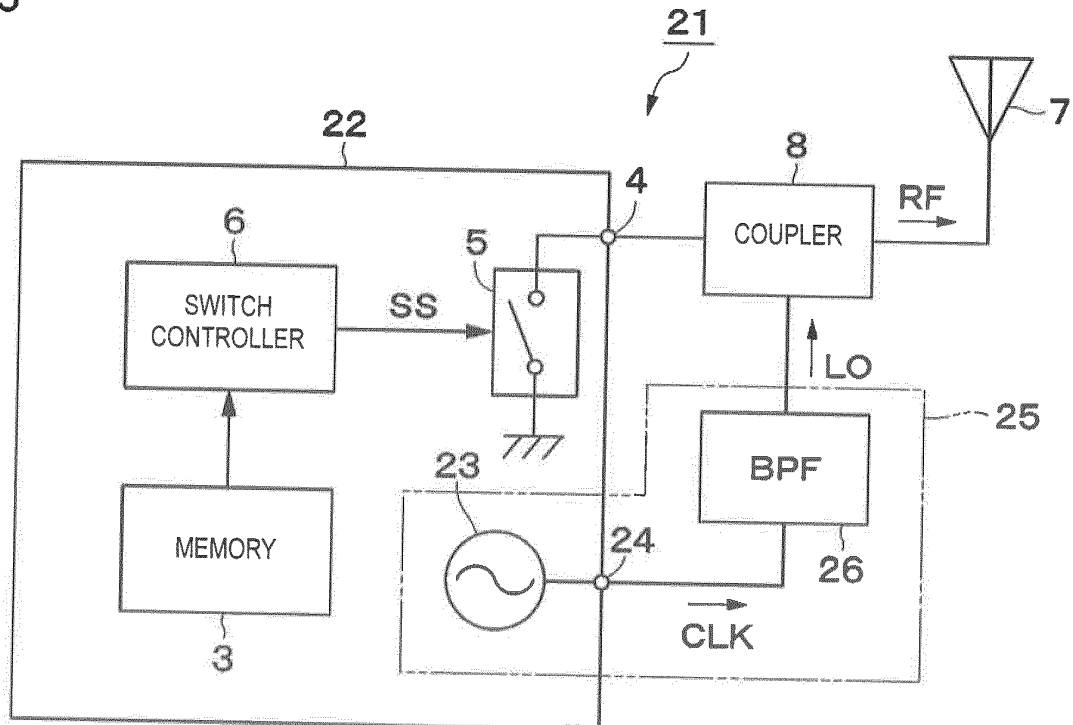 21
7
22
8
4
RF
6
5
COUPLER
SWITCH
CONTROLLER
SS
LO
25
23
BPF
24
MEMORY
26
CLK
3